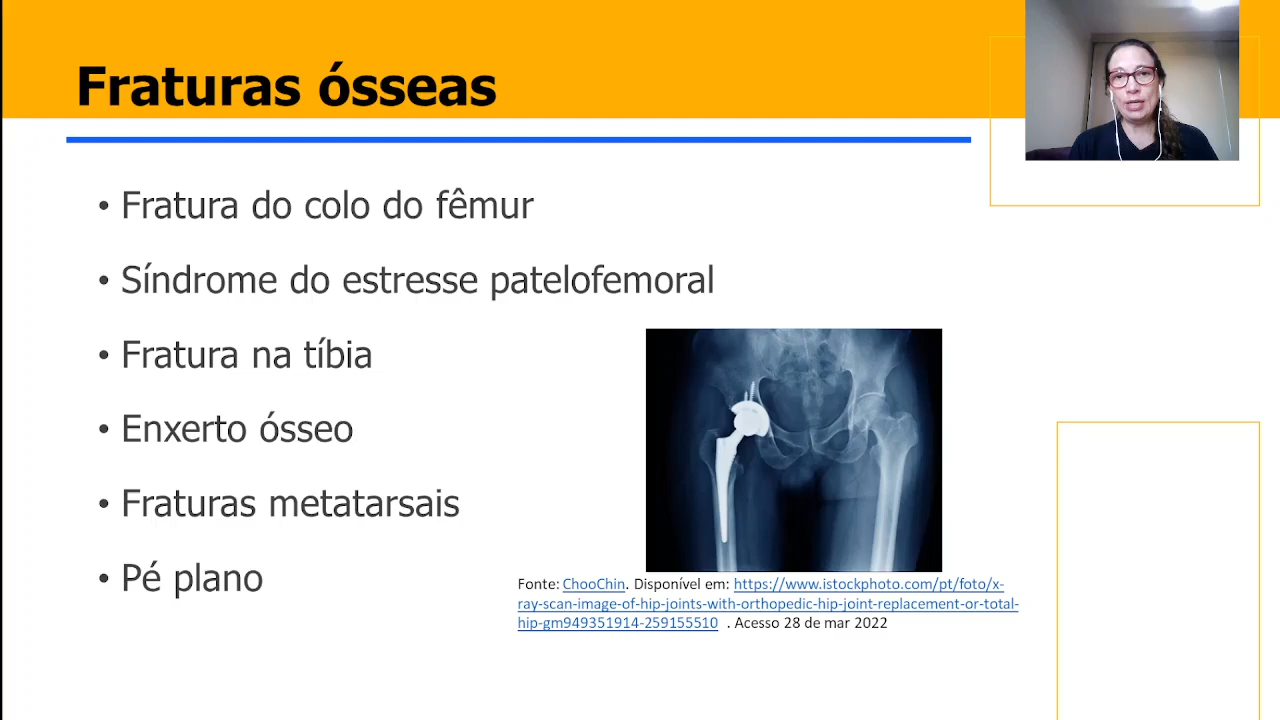 Fraturas ósseas
• Fratura do colo do fêmur
• Síndrome do estresse patelofemoral
• Fratura na tíbia
• Enxerto ósseo
• Fraturas metatarsais
• Pé plano
Fonte: ChooChin. Disponível em: https://www.istockphoto.com/pt/foto/x-
ray-scan-image-of-hip-joints-with-orthopedic-hip-joint-replacement-or-total-
hip-gm949351914-259155510 . Acesso 28 de mar 2022